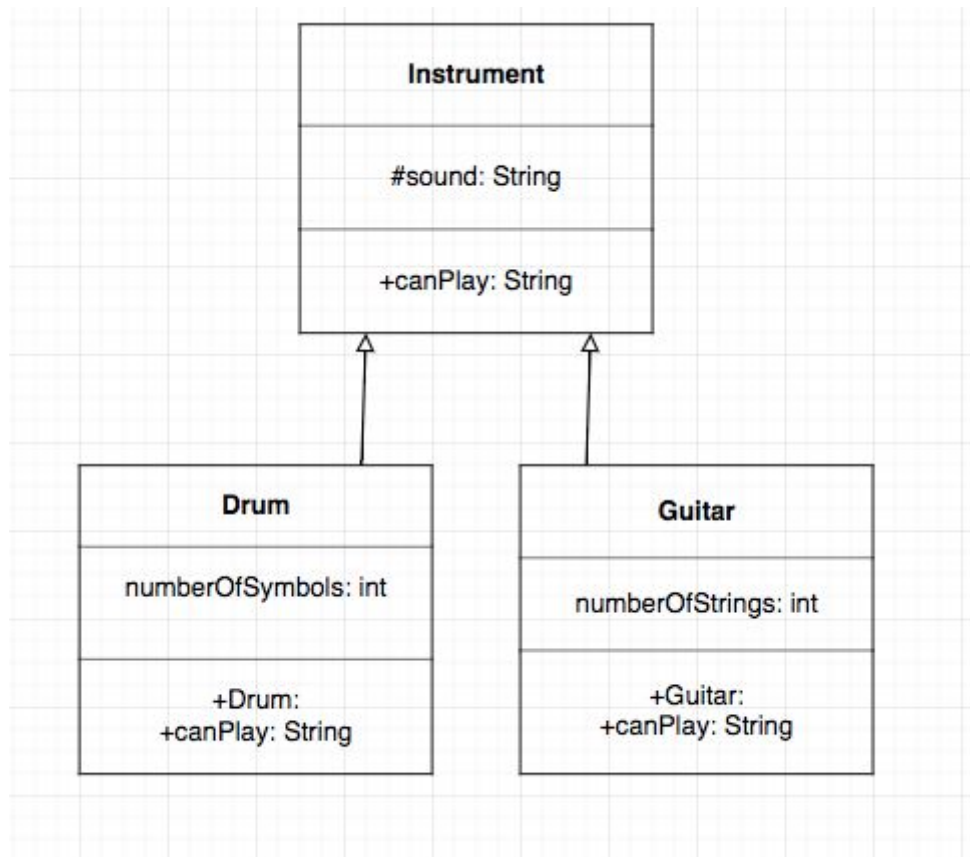 Instrument
#sound: String
+canPlay: String
Drum
numberOfSymbols: int
+Drum:
+canPlay: String
Guitar
numberOfStrings: int
+Guitar:
+canPlay: String